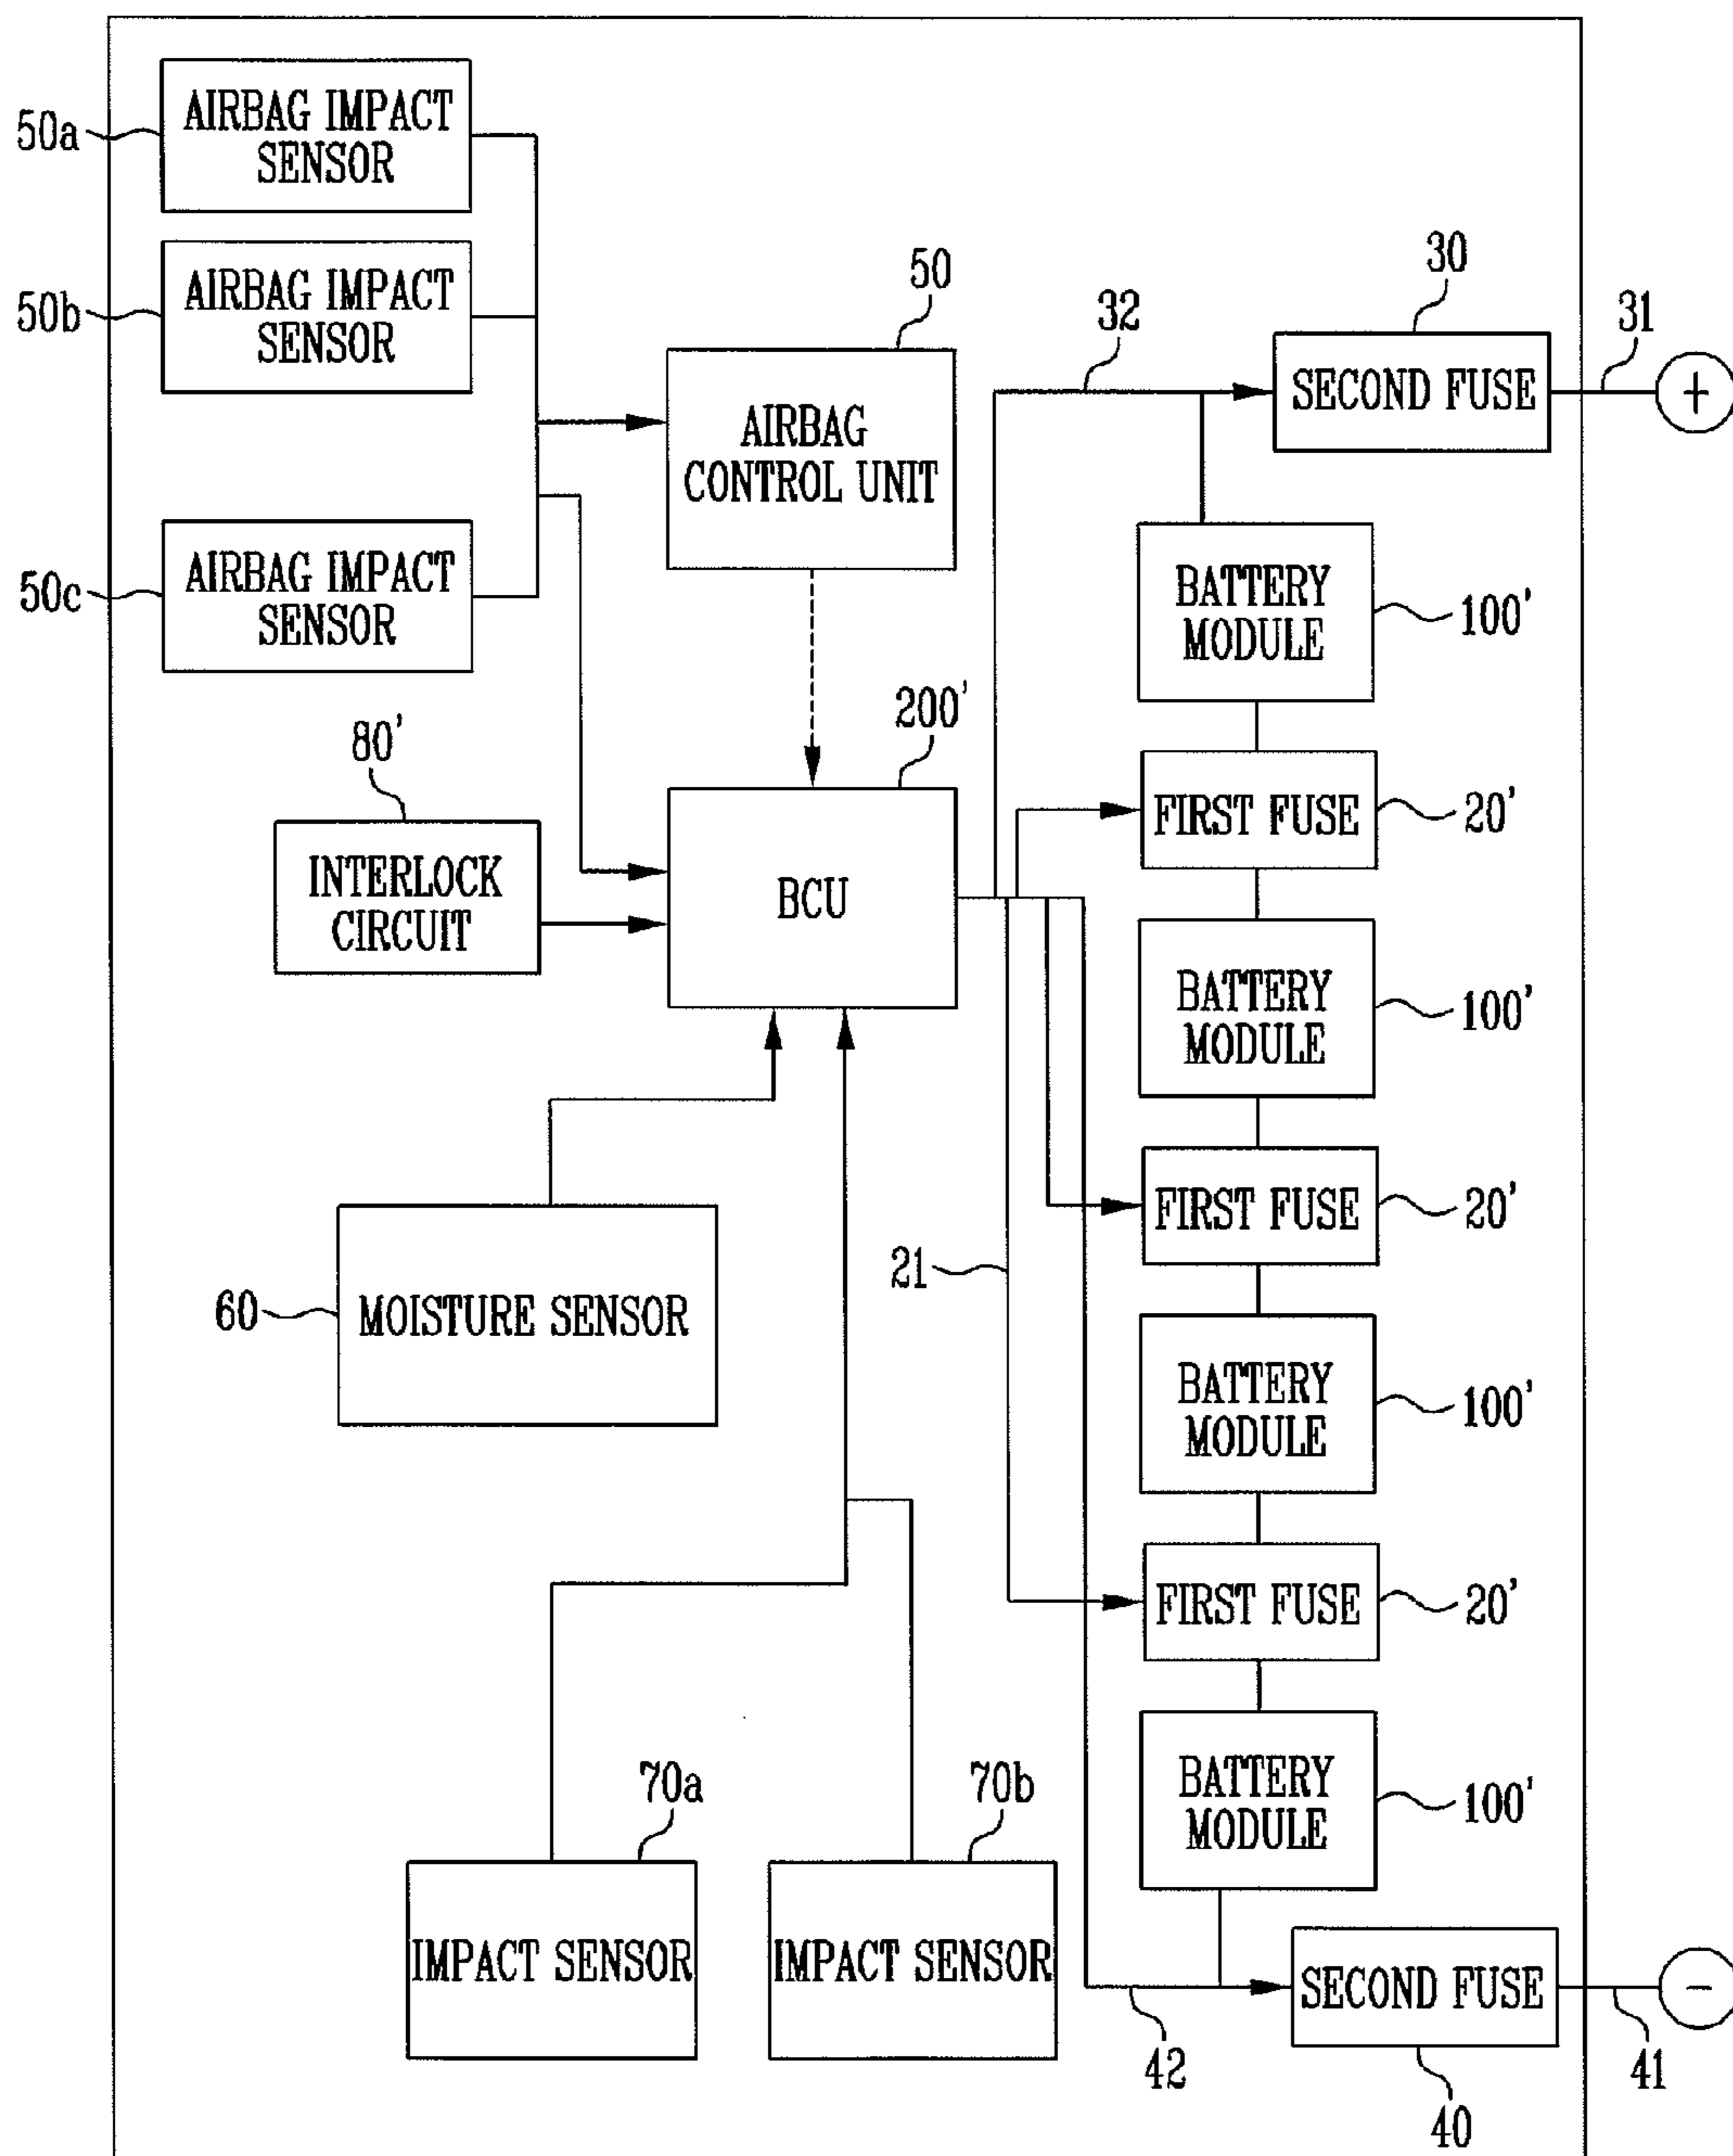 50a
AIRBAG IMPACT
SENSOR
50b
AIRBAG IMPACT
SENSOR
50c
AIRBAG IMPACT
SENSOR
50
AIRBAG
CONTROL UNIT
32
30
SECOND FUSE
31
+
BATTERY
MODULE
100'
80'
INTERLOCK
CIRCUIT
200'
BCU
FIRST FUSE
20'
BATTERY
MODULE
100'
FIRST FUSE
20'
21
60
MOISTURE SENSOR
BATTERY
MODULE
100'
FIRST FUSE
20'
BATTERY
MODULE
100'
70a
IMPACT SENSOR
70b
IMPACT SENSOR
42
SECOND FUSE
40
41
-